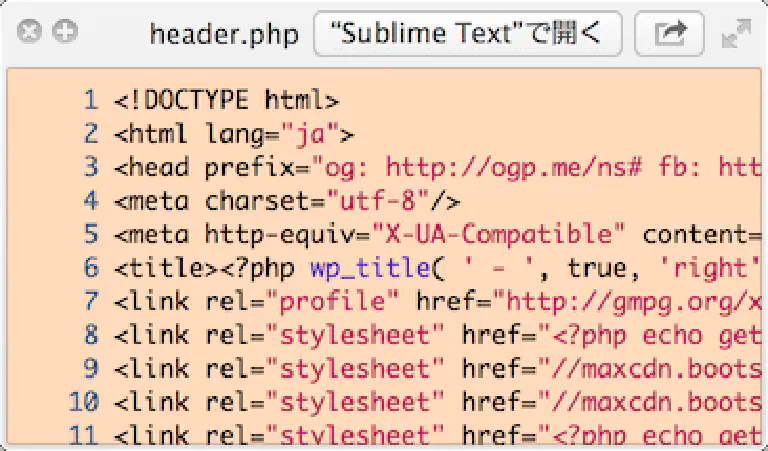 header.php “Sublime Text”で開く
1 <!DOCTYPE html>
2 <html lang="ja">
3 <head prefix="og: http://ogp.me/ns# fb: htt
4 <meta charset="utf-8"/>
5 <meta http-equiv="X-UA-Compatible" content=
6 <title><?php wp_title( ' - ', true, 'right'
7 <link rel="profile" href="http://gmpg.org/x
8 <link rel="stylesheet" href="<?php echo get
9 <link rel="stylesheet" href="//maxcdn.boots
10 <link rel="stylesheet" href="//maxcdn.boots
11 <link rel="stylesheet" href="<?php echo get